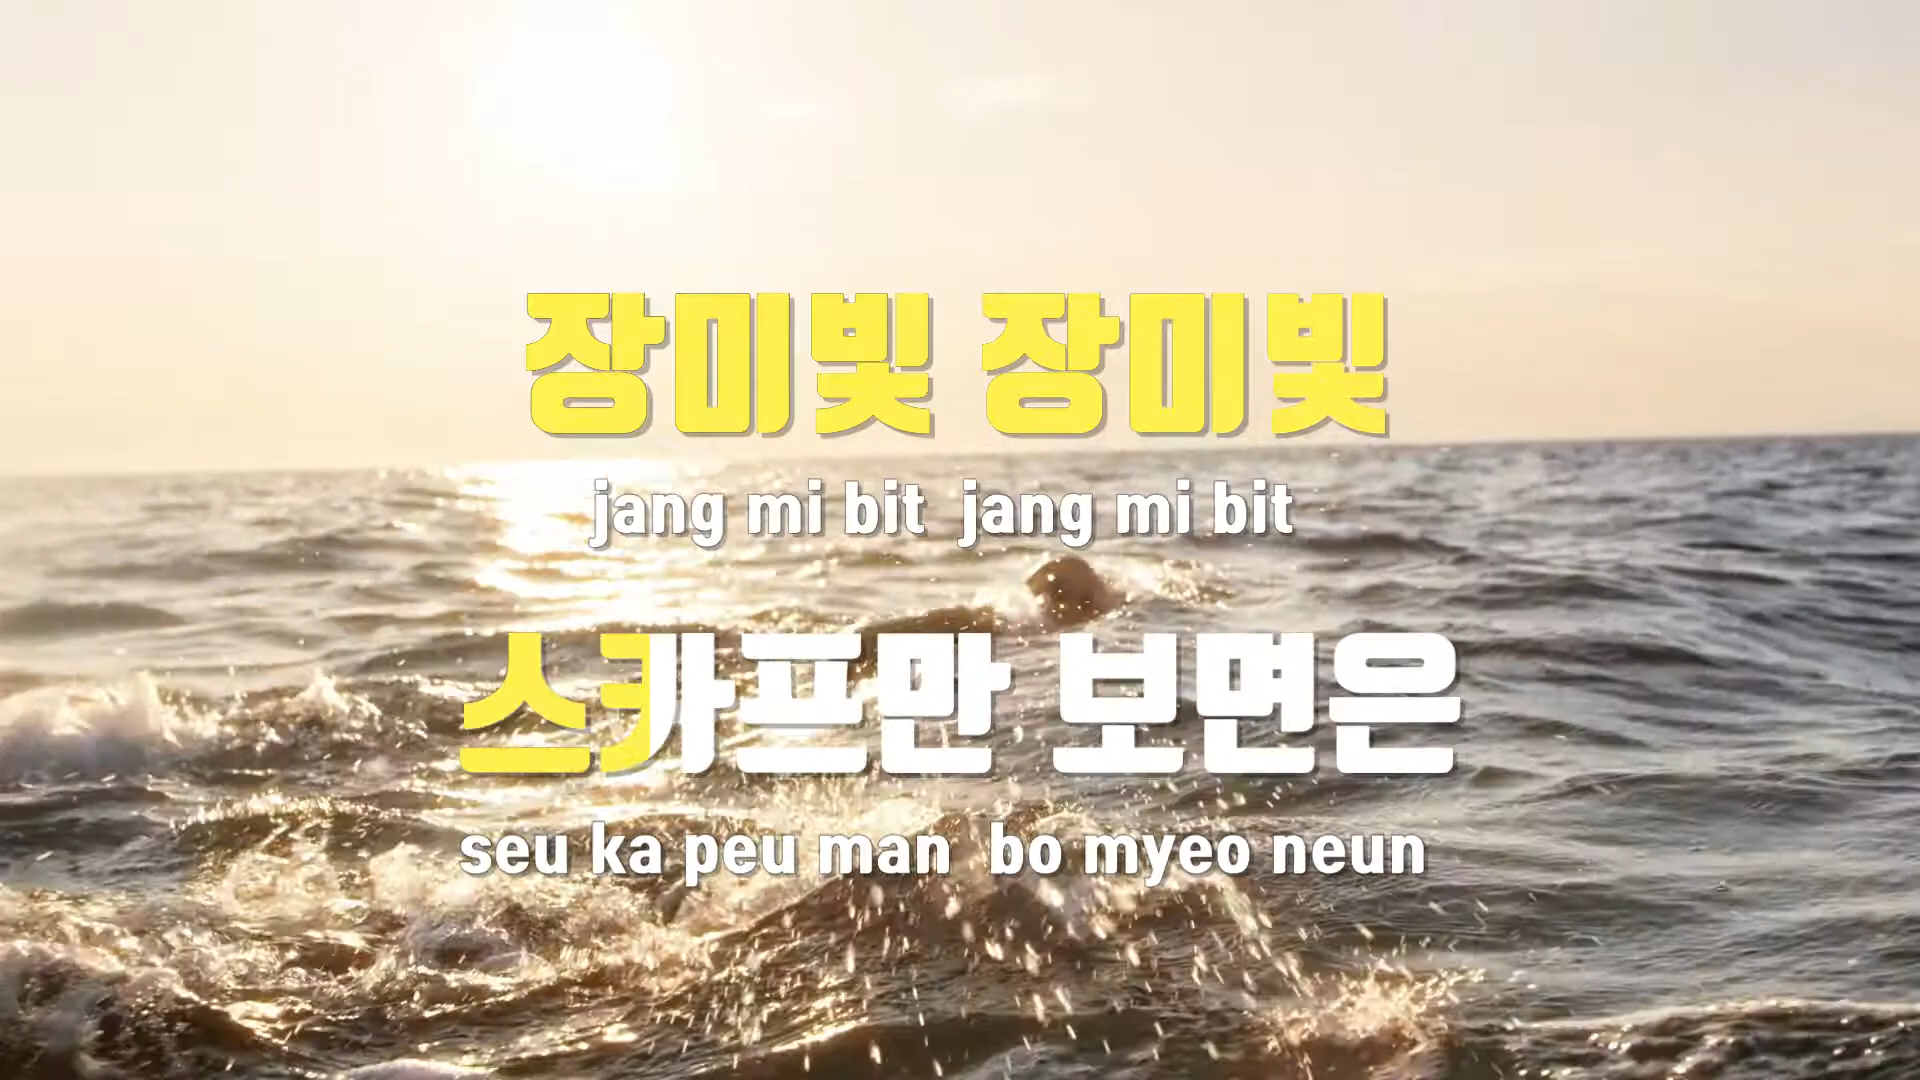 장미빛 장미빛
jang mi bit jang mi bit
스카프만 보면은
seu ka peu man bo myeo neun